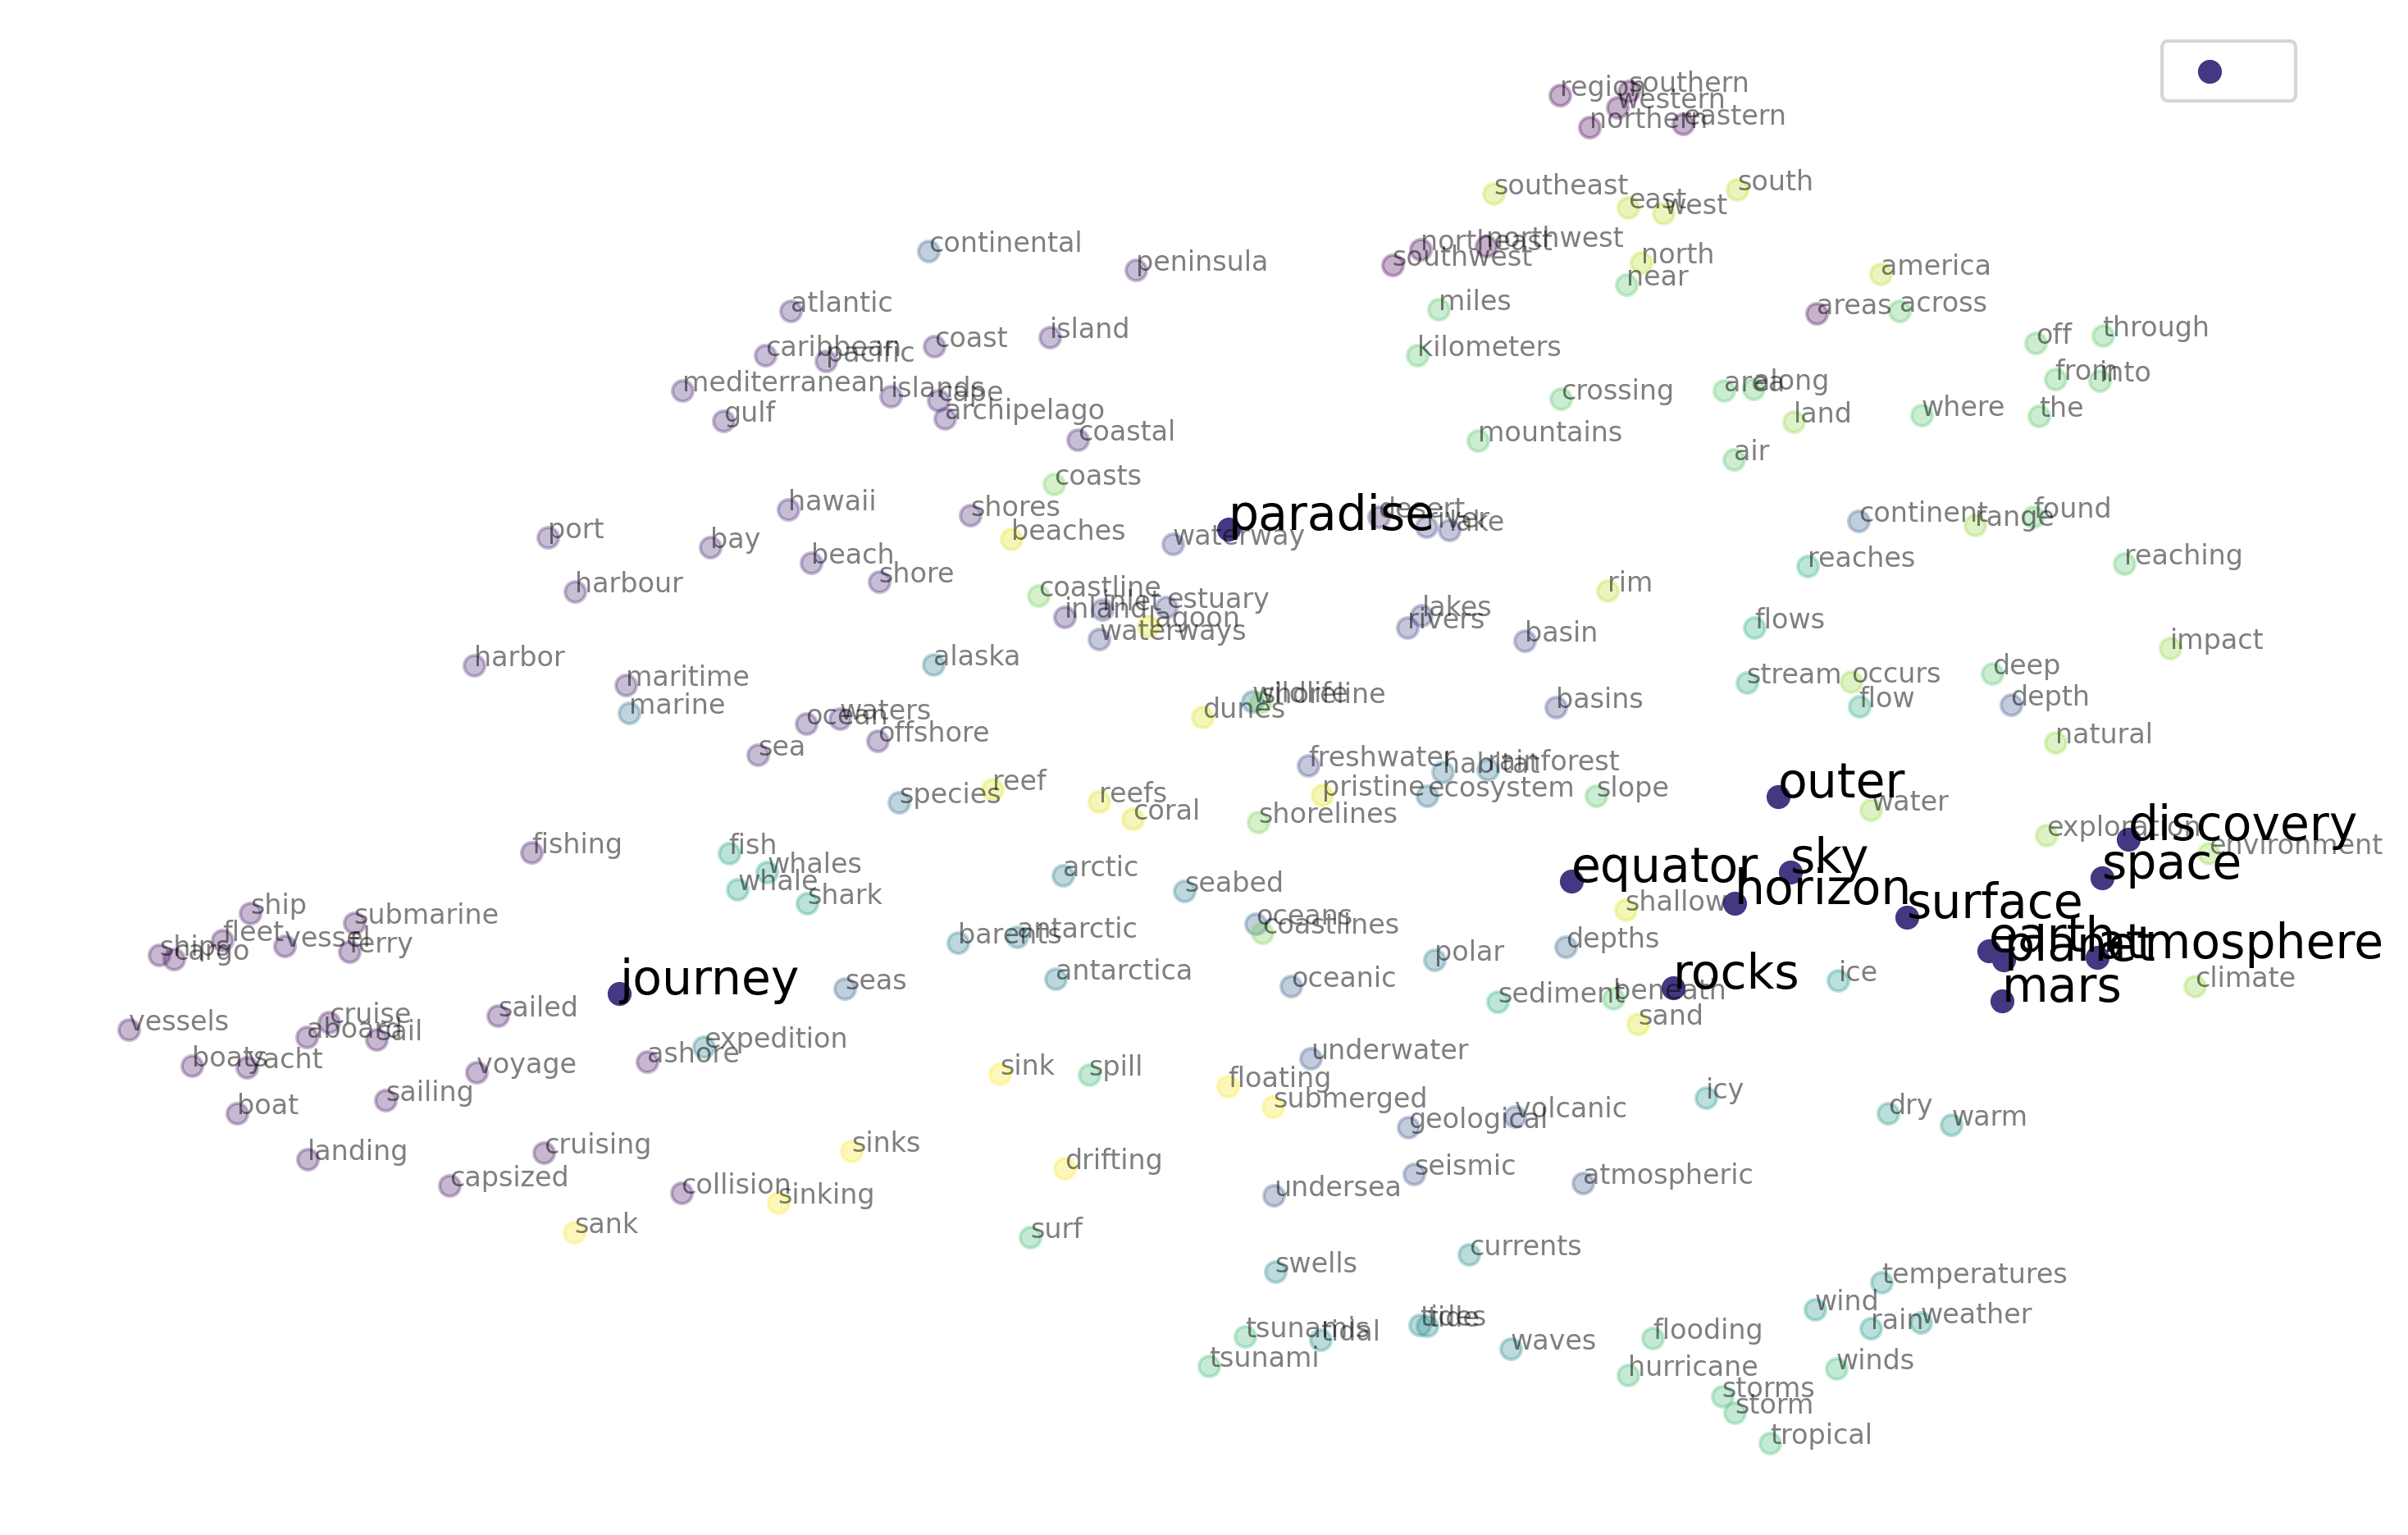 region
southern
western
northern
eastern
southeast
south
east
west
continental
peninsula
northeast
northwest
southwest
north
near
america
atlantic
island
miles
areas
across
caribbean
pacific
coast
kilometers
off
through
mediterranean
islands
cape
crossing
area
along
from
into
gulf
archipelago
land
where
the
coastal
mountains
air
coasts
hawaii
shores
paradise
desert
river
lake
continent
range
found
port
bay
beaches
waterway
beach
shore
reaches
reaching
harbour
coastline
inland
inlet
estuary
lagoon
waterways
lakes
rivers
rim
basin
flows
impact
harbor
alaska
maritime
marine
wildlife
shoreline
stream
occurs
deep
ocean
waters
dunes
basins
flow
depth
sea
offshore
natural
freshwater
habitat
rainforest
species
reef
reefs
coral
pristine
ecosystem
slope
outer
water
shorelines
exploration
discovery
environment
fishing
fish
whales
whale
shark
arctic
seabed
equator
sky
space
ship
submarine
oceans
coastlines
shallow
horizon
surface
fleet
vessel
ferry
ships
cargo
barents
antarctic
polar
depths
earth
planet
atmosphere
journey
seas
antarctica
oceanic
rocks
ice
mars
climate
vessels
cruise
aboard
sail
sailed
sediment
beneath
sand
boats
yacht
voyage
ashore
expedition
sink
spill
underwater
floating
icy
boat
sailing
submerged
geological
volcanic
dry
warm
landing
cruising
sinks
drifting
seismic
atmospheric
capsized
collision
sinking
undersea
sank
surf
currents
swells
temperatures
wind
rain
weather
tsunamis
tidal
tides
tide
waves
flooding
tsunami
hurricane
winds
storms
storm
tropical